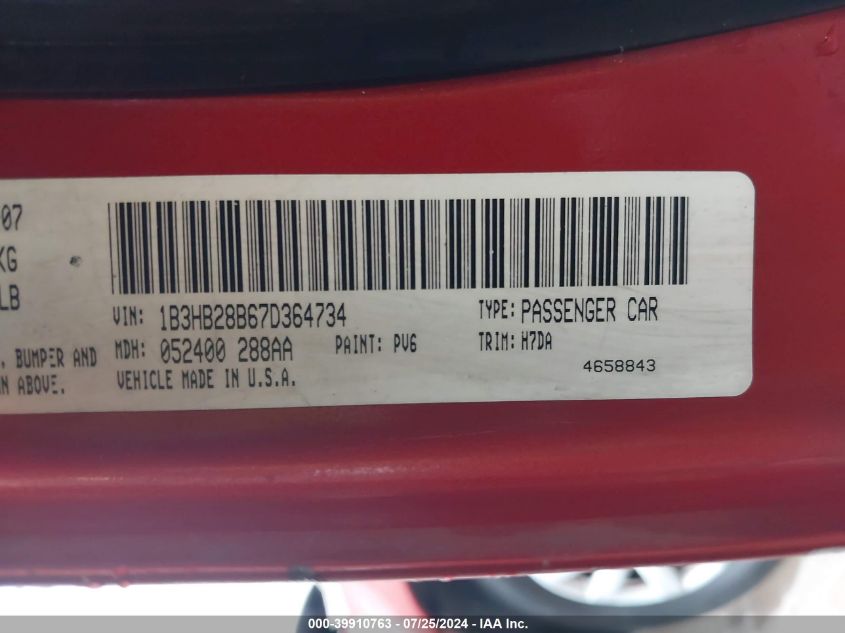 07
KG
LB
VIN: 1B3HB28B67D364734 TYPE: PASSENGER CAR
, BUMPER AND MDH: 052400 288AA PAINT: PV6 TRIM: H7DA
N ABOVE. VEHICLE MADE IN U.S.A. 4658843
000-39910763 / 07/25/2024 - © IAA, Inc.